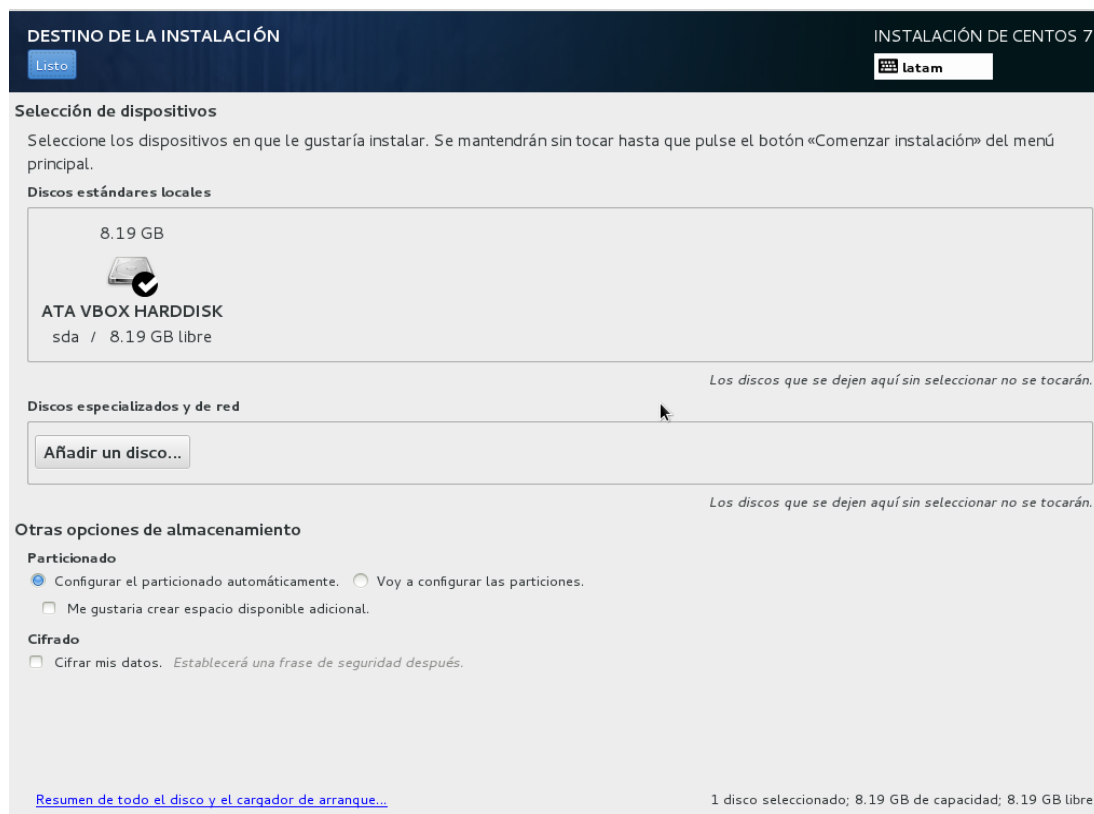 DESTINO DE LA INSTALACIÓN
INSTALACIÓN DE CENTOS 7
Listo
latam
Selección de dispositivos
Seleccione los dispositivos en que le gustaría instalar. Se mantendrán sin tocar hasta que pulse el botón «Comenzar instalación» del menú
principal.
Discos estándares locales
8.19 GB
ATA VBOX HARDDISK
sda / 8.19 GB libre
Los discos que se dejen aquí sin seleccionar no se tocarán.
Discos especializados y de red
Añadir un disco...
Los discos que se dejen aquí sin seleccionar no se tocarán.
Otras opciones de almacenamiento
Particionado
Configurar el particionado automáticamente. Voy a configurar las particiones.
Me gustaria crear espacio disponible adicional.
Cifrado
Cifrar mis datos. Establecerá una frase de seguridad después.
Resumen de todo el disco y el cargador de arranque...
1 disco seleccionado; 8.19 GB de capacidad; 8.19 GB libre